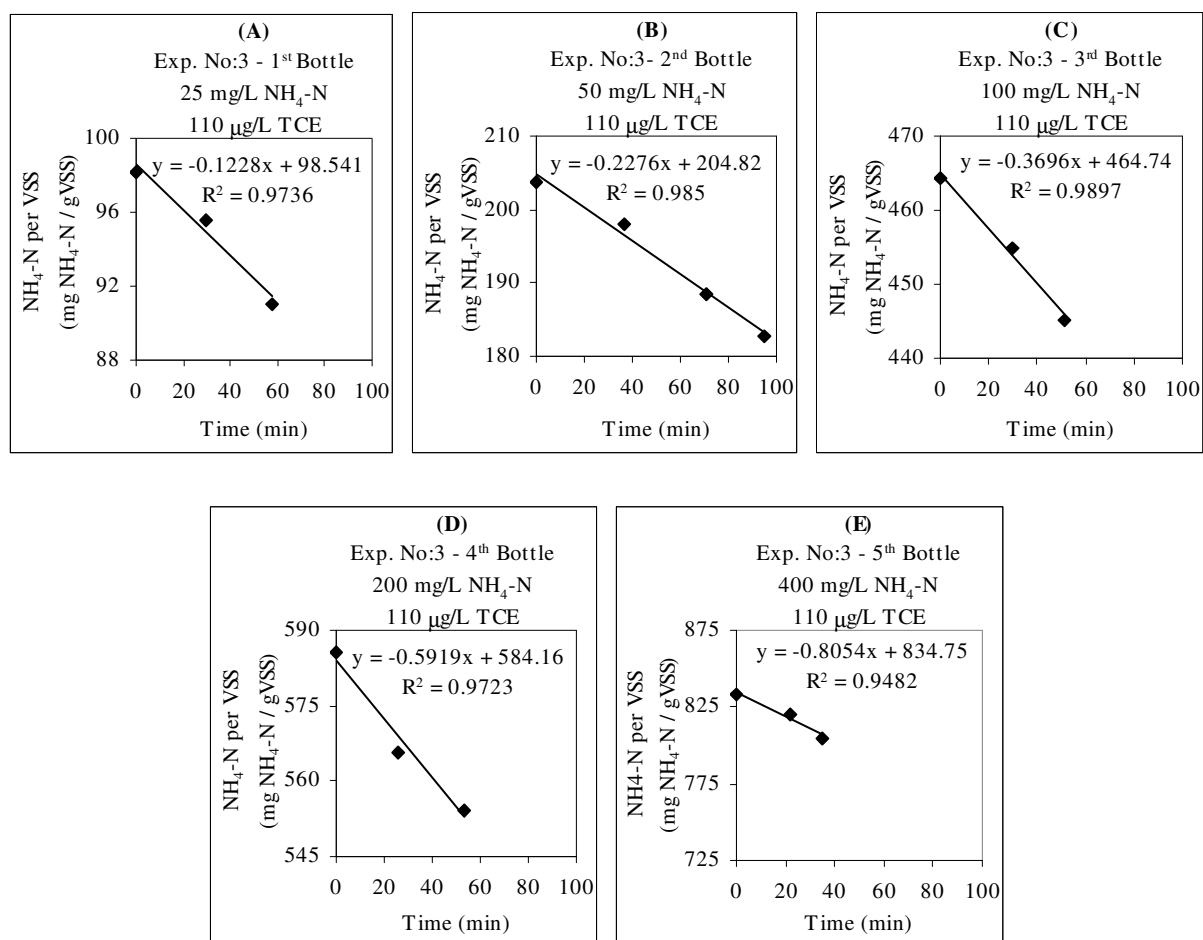 (A)
Exp. No:3 - 1st Bottle
25 mg/L NH4-N
110 μg/L TCE
y = -0.1228x + 98.541
R2 = 0.9736
NH4-N per VSS
(mg NH4-N / gVSS)
100
96
92
88
0 20 40 60 80 100
Time (min)
(B)
Exp. No:3- 2nd Bottle
50 mg/L NH4-N
110 μg/L TCE
y = -0.2276x + 204.82
R2 = 0.985
NH4-N per VSS
(mg NH4-N / gVSS)
210
200
190
180
0 20 40 60 80 100
Time (min)
(C)
Exp. No:3 - 3rd Bottle
100 mg/L NH4-N
110 μg/L TCE
y = -0.3696x + 464.74
R2 = 0.9897
NH4-N per VSS
(mg NH4-N / gVSS)
470
460
450
440
0 20 40 60 80 100
Time (min)
(D)
Exp. No:3 - 4th Bottle
200 mg/L NH4-N
110 μg/L TCE
y = -0.5919x + 584.16
R2 = 0.9723
NH4-N per VSS
(mg NH4-N / gVSS)
590
575
560
545
0 20 40 60 80 100
Time (min)
(E)
Exp. No:3 - 5th Bottle
400 mg/L NH4-N
110 μg/L TCE
y = -0.8054x + 834.75
R2 = 0.9482
NH4-N per VSS
(mg NH4-N / gVSS)
875
825
775
725
0 20 40 60 80 100
Time (min)